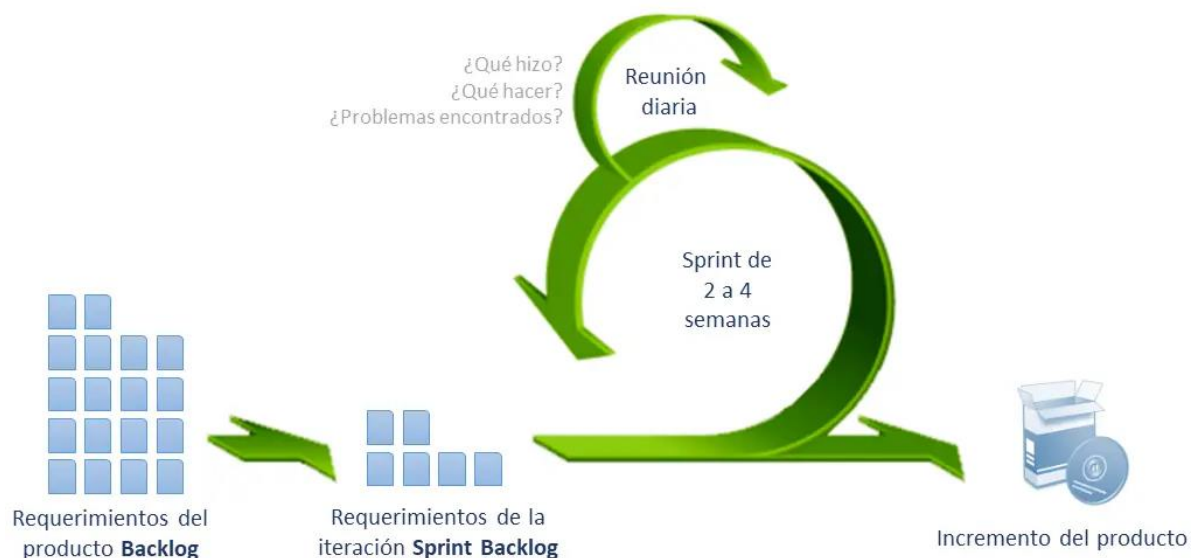 ¿Qué hizo?
¿Qué hacer?
¿Problemas encontrados?
Reunión
diaria
Sprint de
2 a 4
semanas
Requerimientos del
producto Backlog
Requerimientos de la
iteración Sprint Backlog
Incremento del producto